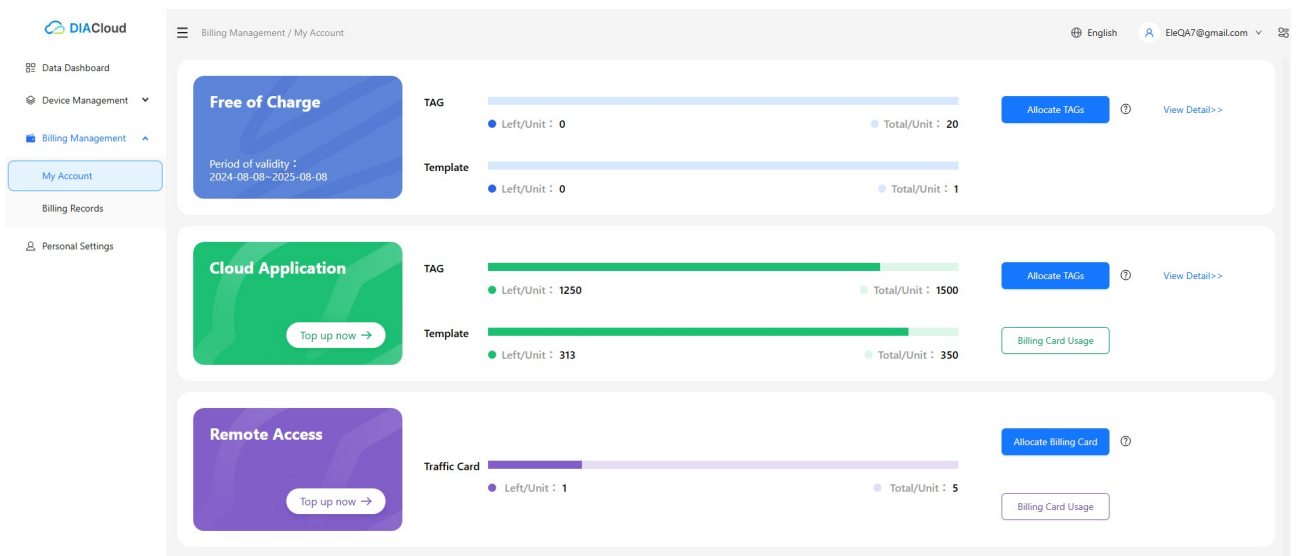 DIACloud
Billing Management / My Account
English
EleQA7@gmail.com
Data Dashboard
Device Management
Billing Management
My Account
Billing Records
Personal Settings
Free of Charge
Period of validity:
2024-08-08~2025-08-08
TAG
Left/Unit: 0
Total/Unit: 20
Allocate TAGs
View Detail>>
Template
Left/Unit: 0
Total/Unit: 1
Cloud Application
Top up now →
TAG
Left/Unit: 1250
Total/Unit: 1500
Allocate TAGs
View Detail>>
Template
Left/Unit: 313
Total/Unit: 350
Billing Card Usage
Remote Access
Top up now →
Traffic Card
Left/Unit: 1
Total/Unit: 5
Allocate Billing Card
Billing Card Usage